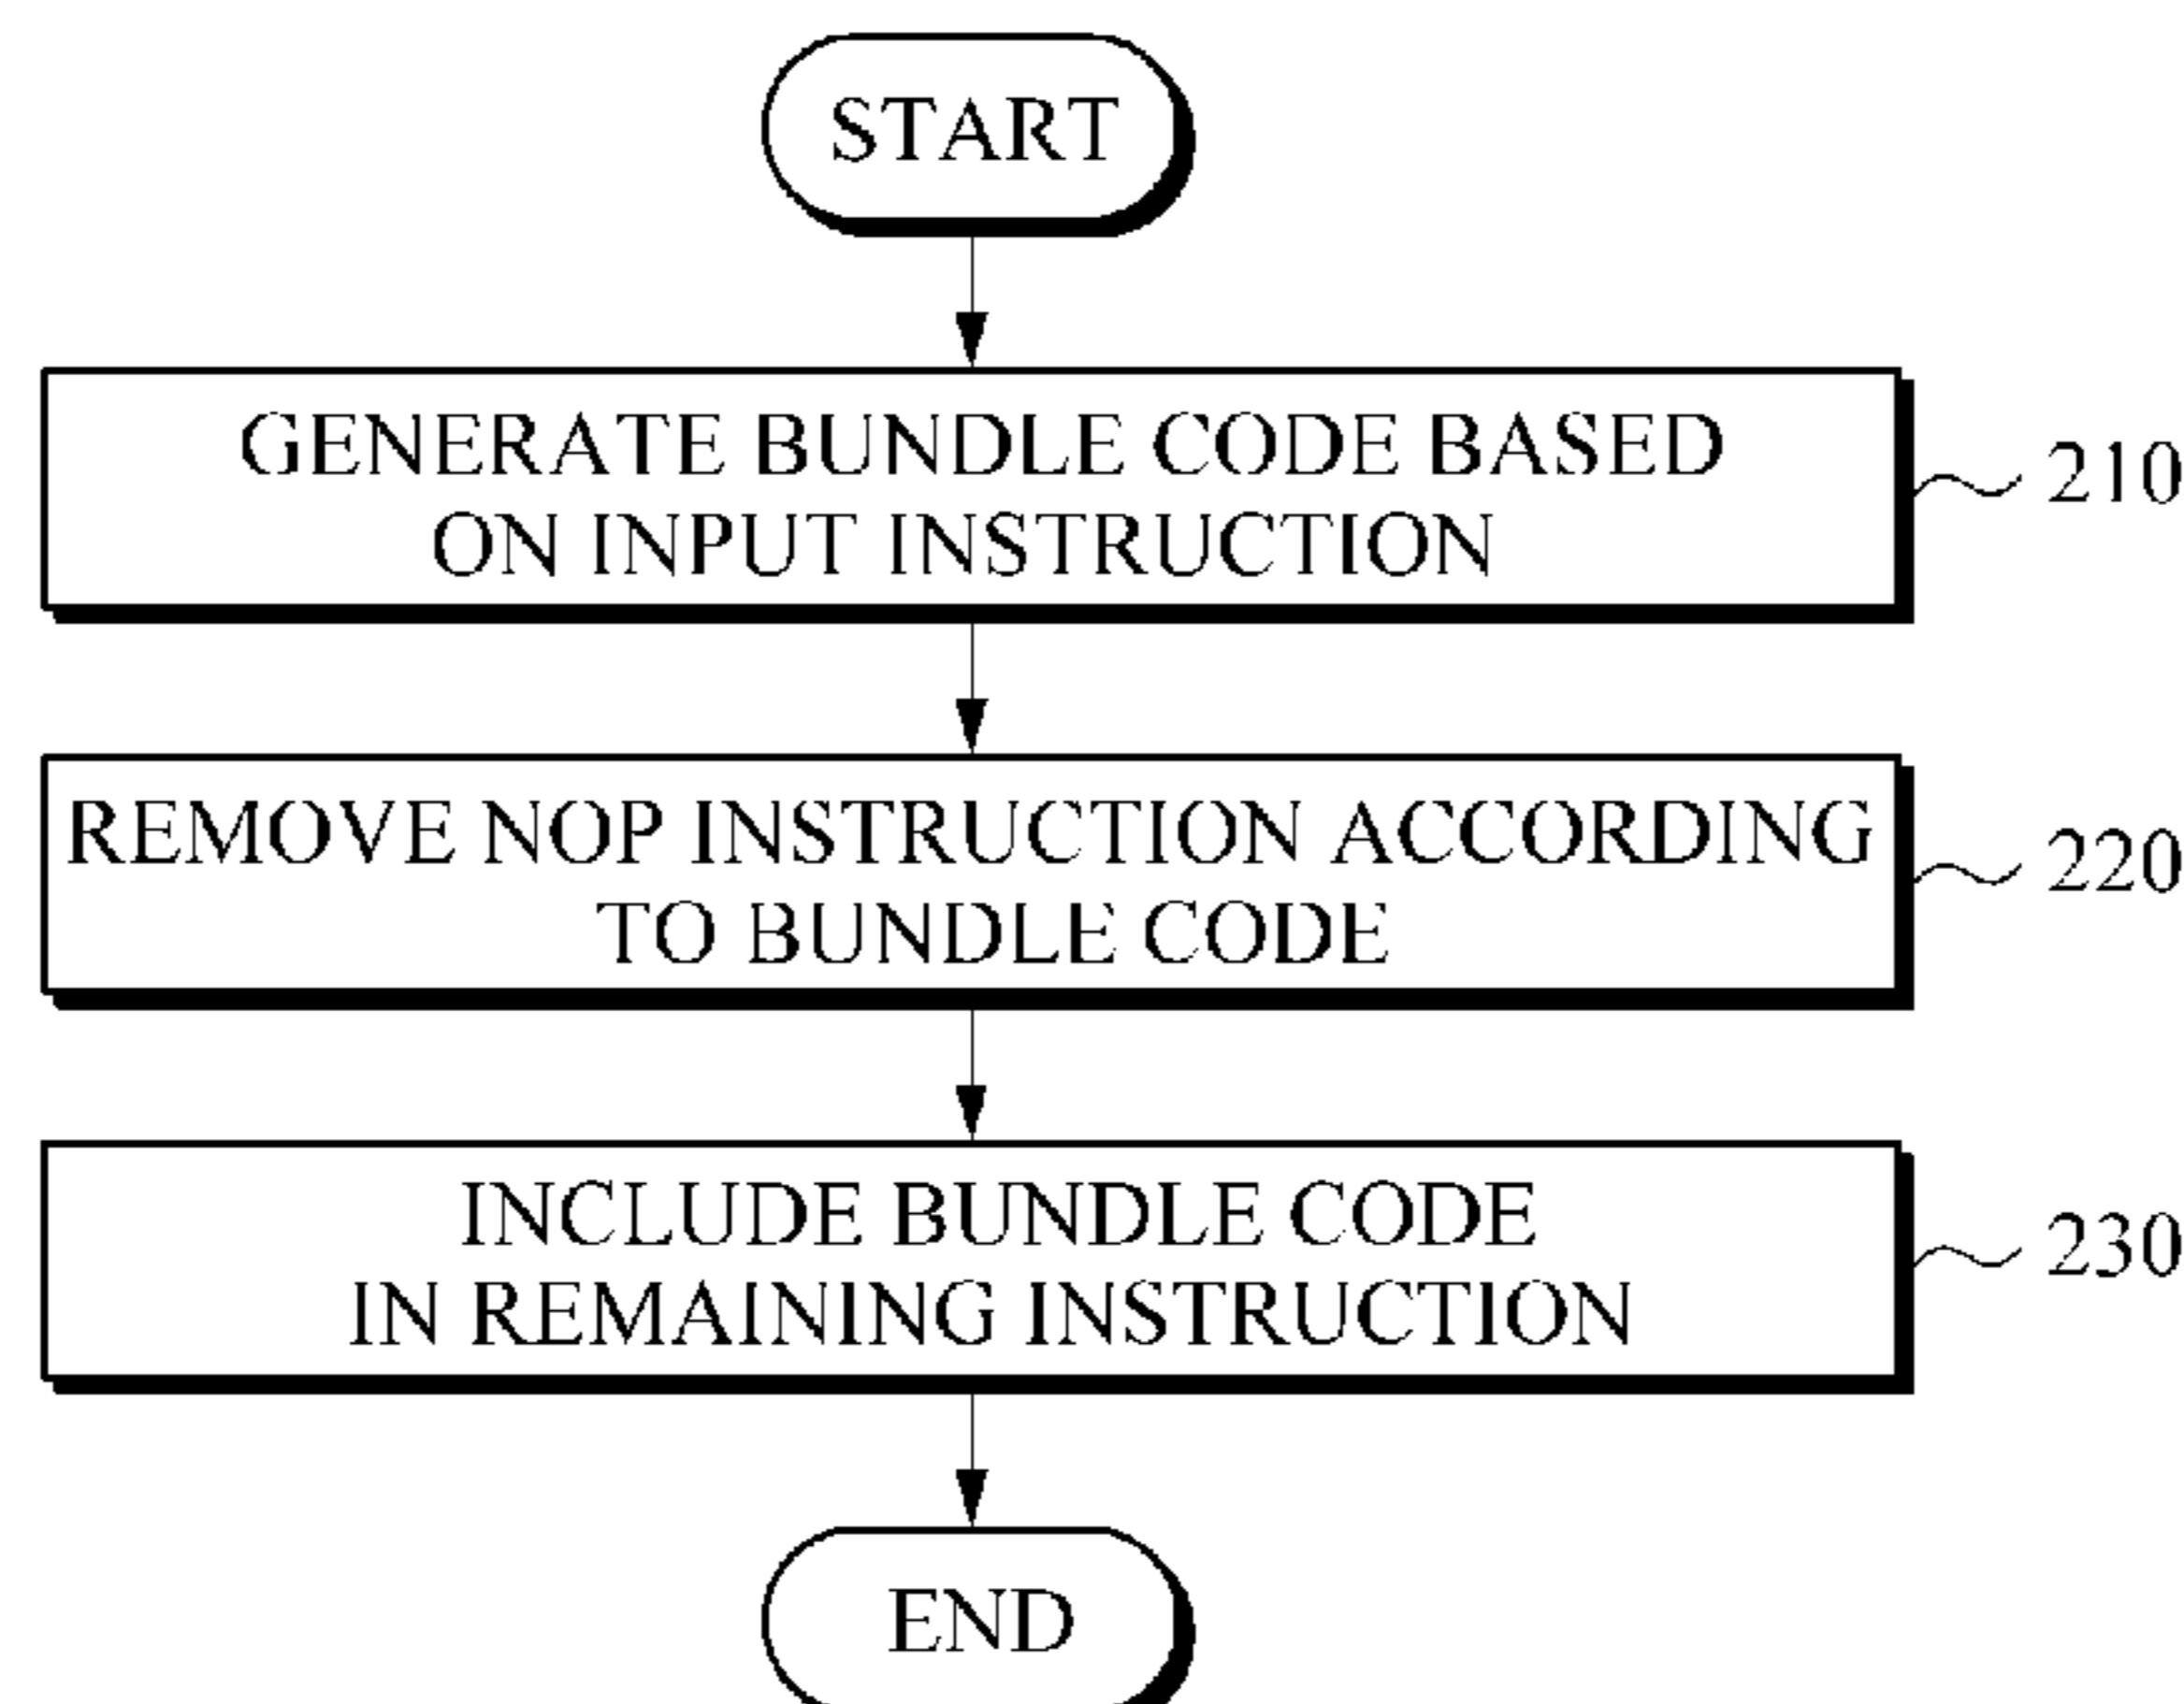 START
GENERATE BUNDLE CODE BASED
ON INPUT INSTRUCTION
210
REMOVE NOP INSTRUCTION ACCORDING
TO BUNDLE CODE
220
INCLUDE BUNDLE CODE
IN REMAINING INSTRUCTION
230
END